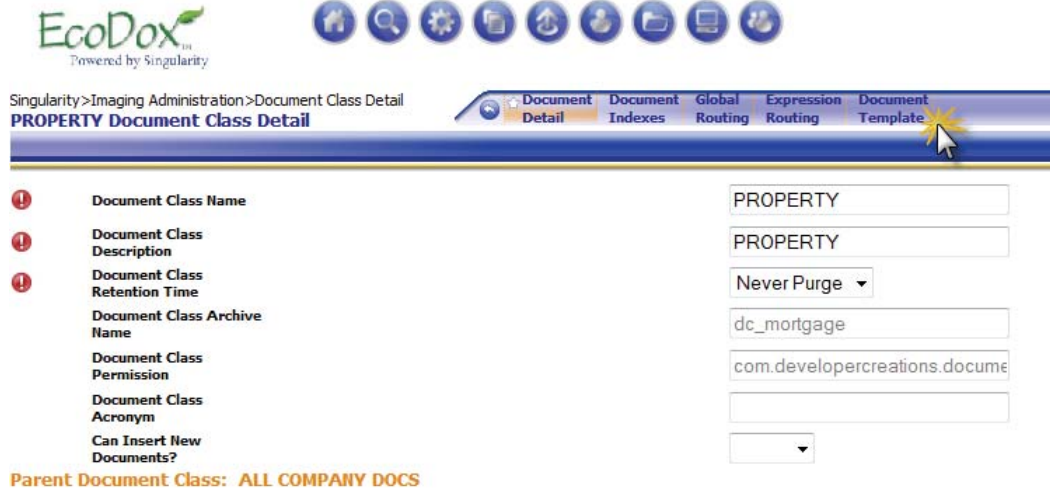 EcoDox TM
Powered by Singularity
Singularity>Imaging Administration>Document Class Detail
PROPERTY Document Class Detail
Document Detail
Document Indexes
Global Routing
Expression Routing
Document Template
Document Class Name
PROPERTY
Document Class
Description
PROPERTY
Document Class
Retention Time
Never Purge
Document Class Archive
Name
dc_mortgage
Document Class
Permission
com.developercreations.docume
Document Class
Acronym
Can Insert New
Documents?
Parent Document Class: ALL COMPANY DOCS